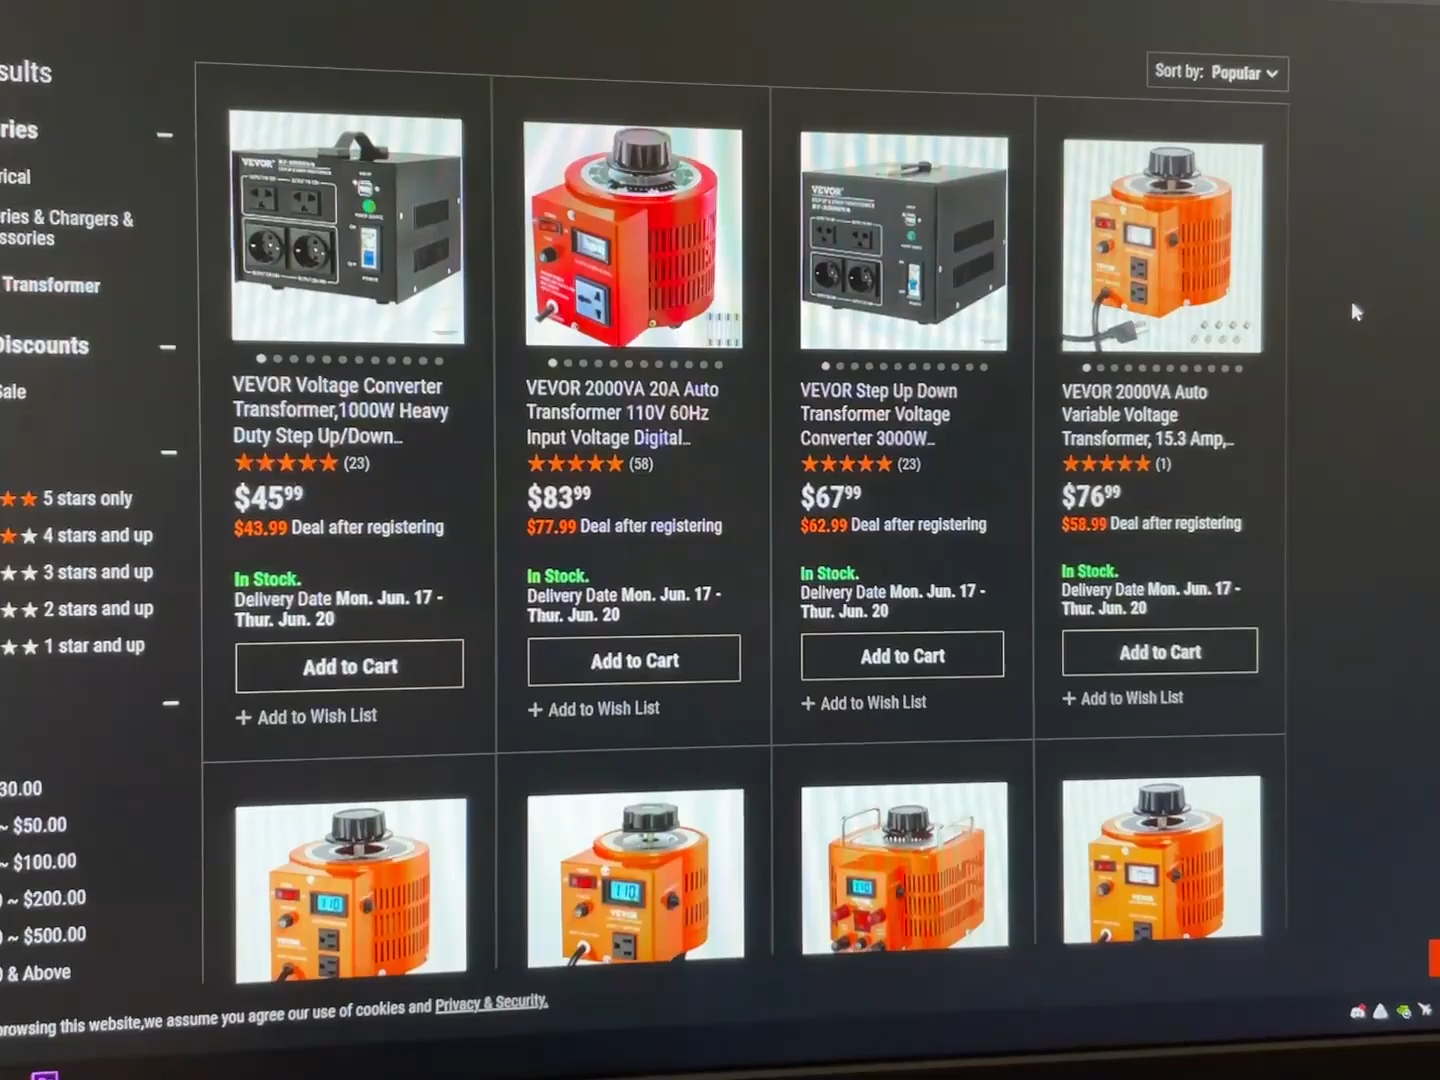 sults
Sort by: Popular
ries
rical
ries & Chargers &
ssories
Transformer
Discounts
Sale
5 stars only
4 stars and up
3 stars and up
2 stars and up
1 star and up
30.00
~ $50.00
~ $100.00
) ~ $200.00
) ~ $500.00
) & Above
VEVOR
VEVOR Voltage Converter
Transformer,1000W Heavy
Duty Step Up/Down...
(23)
$45.99
$43.99 Deal after registering
In Stock.
Delivery Date Mon. Jun. 17 -
Thur. Jun. 20
Add to Cart
+ Add to Wish List
VEVOR 2000VA 20A Auto
Transformer 110V 60Hz
Input Voltage Digital...
(58)
$83.99
$77.99 Deal after registering
In Stock.
Delivery Date Mon. Jun. 17 -
Thur. Jun. 20
Add to Cart
+ Add to Wish List
VEVOR
VEVOR Step Up Down
Transformer Voltage
Converter 3000W...
(23)
$67.99
$62.99 Deal after registering
In Stock.
Delivery Date Mon. Jun. 17 -
Thur. Jun. 20
Add to Cart
+ Add to Wish List
VEVOR 2000VA Auto
Variable Voltage
Transformer, 15.3 Amp,...
(1)
$76.99
$58.99 Deal after registering
In Stock.
Delivery Date Mon. Jun. 17 -
Thur. Jun. 20
Add to Cart
+ Add to Wish List
110
110
VEVOR
browsing this website,we assume you agree our use of cookies and Privacy & Security.